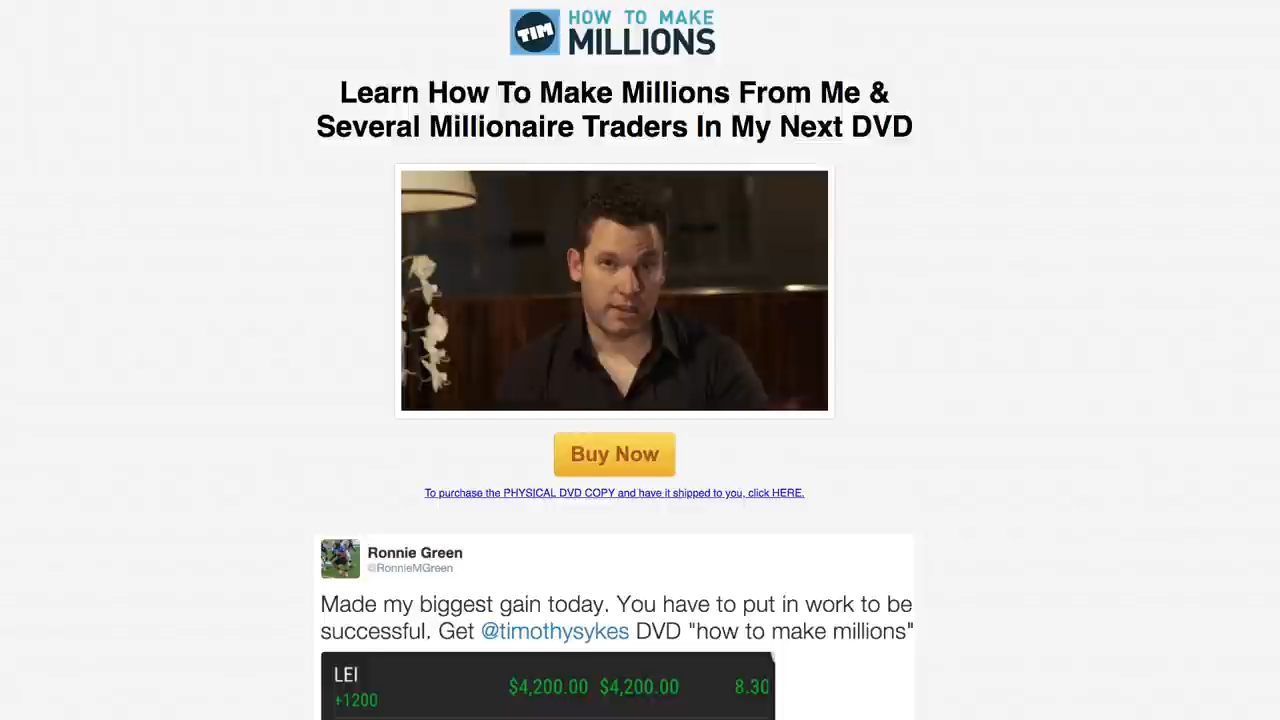 TIM
HOW TO MAKE
MILLIONS
Learn How To Make Millions From Me &
Several Millionaire Traders In My Next DVD
Buy Now
To purchase the PHYSICAL DVD COPY and have it shipped to you, click HERE.
Ronnie Green
@RonnieMGreen
Made my biggest gain today. You have to put in work to be
successful. Get @timothysykes DVD "how to make millions"
LEI
+1200
$4,200.00 $4,200.00 8.30